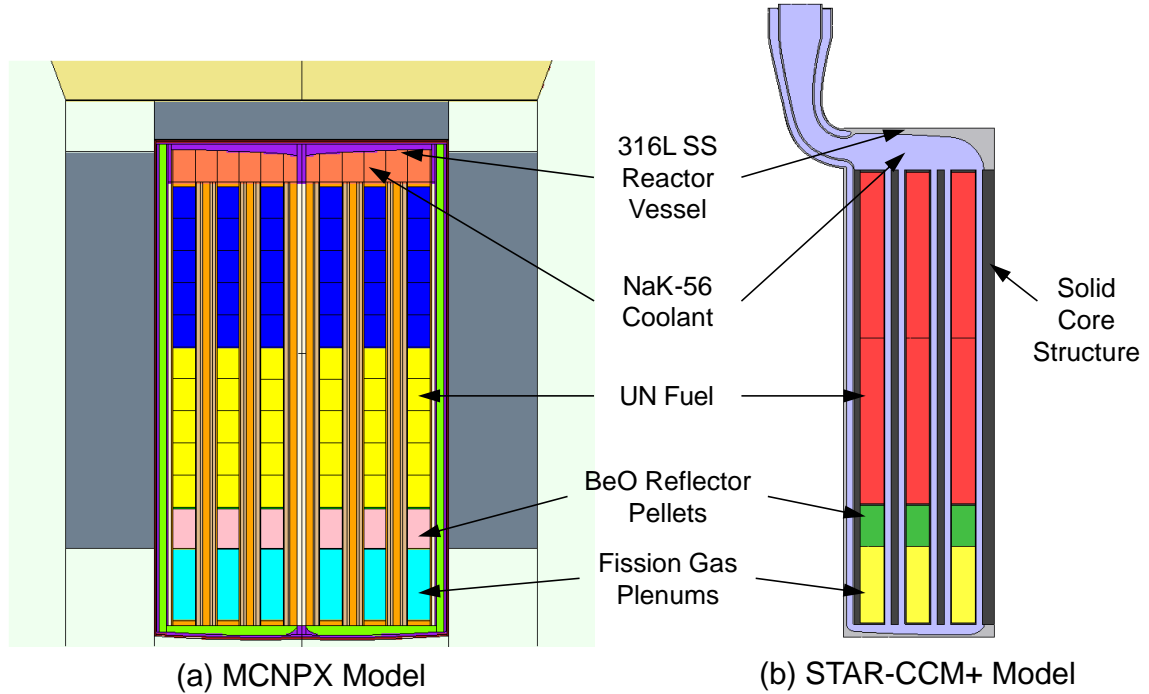 316L SS
Reactor
Vessel
NaK-56
Coolant
Solid
Core
Structure
UN Fuel
BeO Reflector
Pellets
Fission Gas
Plenums
(a) MCNPX Model
(b) STAR-CCM+ Model